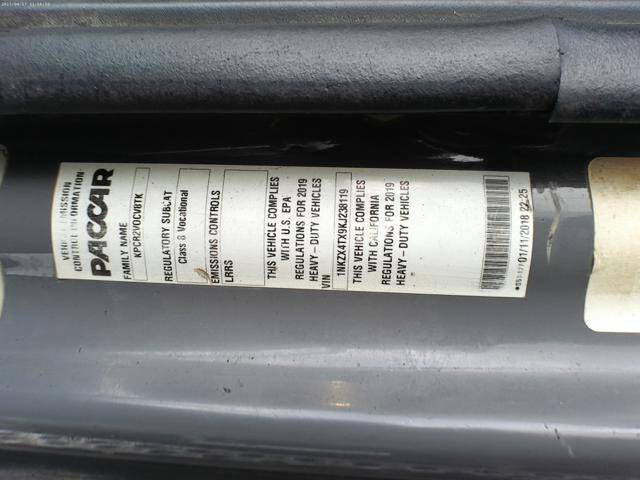 VEHICLE EMISSION
CONTROL INFORMATION
PACCAR
FAMILY NAME
KPCR2VOCV8TK
REGULATORY SUBCAT
Class 8 Vocational
EMISSIONS CONTROLS
LRRS
THIS VEHICLE COMPLIES
WITH U.S. EPA
REGULATIONS FOR 2019
HEAVY-DUTY VEHICLES
VIN
1NKZX4TX9KJ238119
THIS VEHICLE COMPLIES
WITH CALIFORNIA
REGULATIONS FOR 2019
HEAVY-DUTY VEHICLES
01/11/2018 22:25